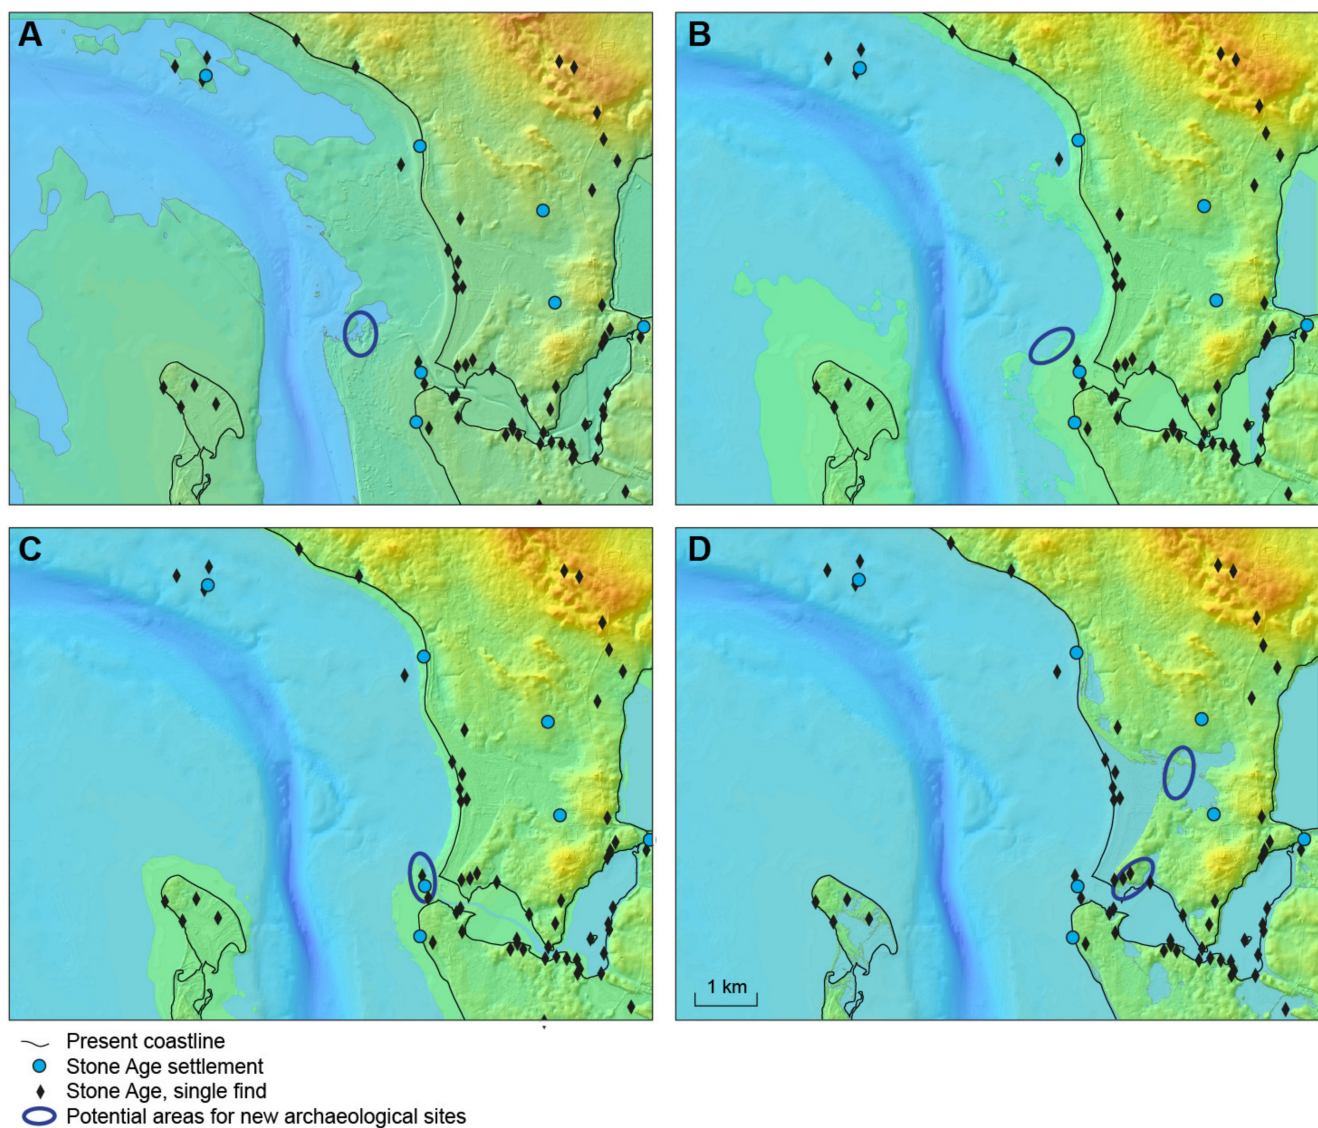 A
B
C
D
1 km
Present coastline
Stone Age settlement
Stone Age, single find
Potential areas for new archaeological sites